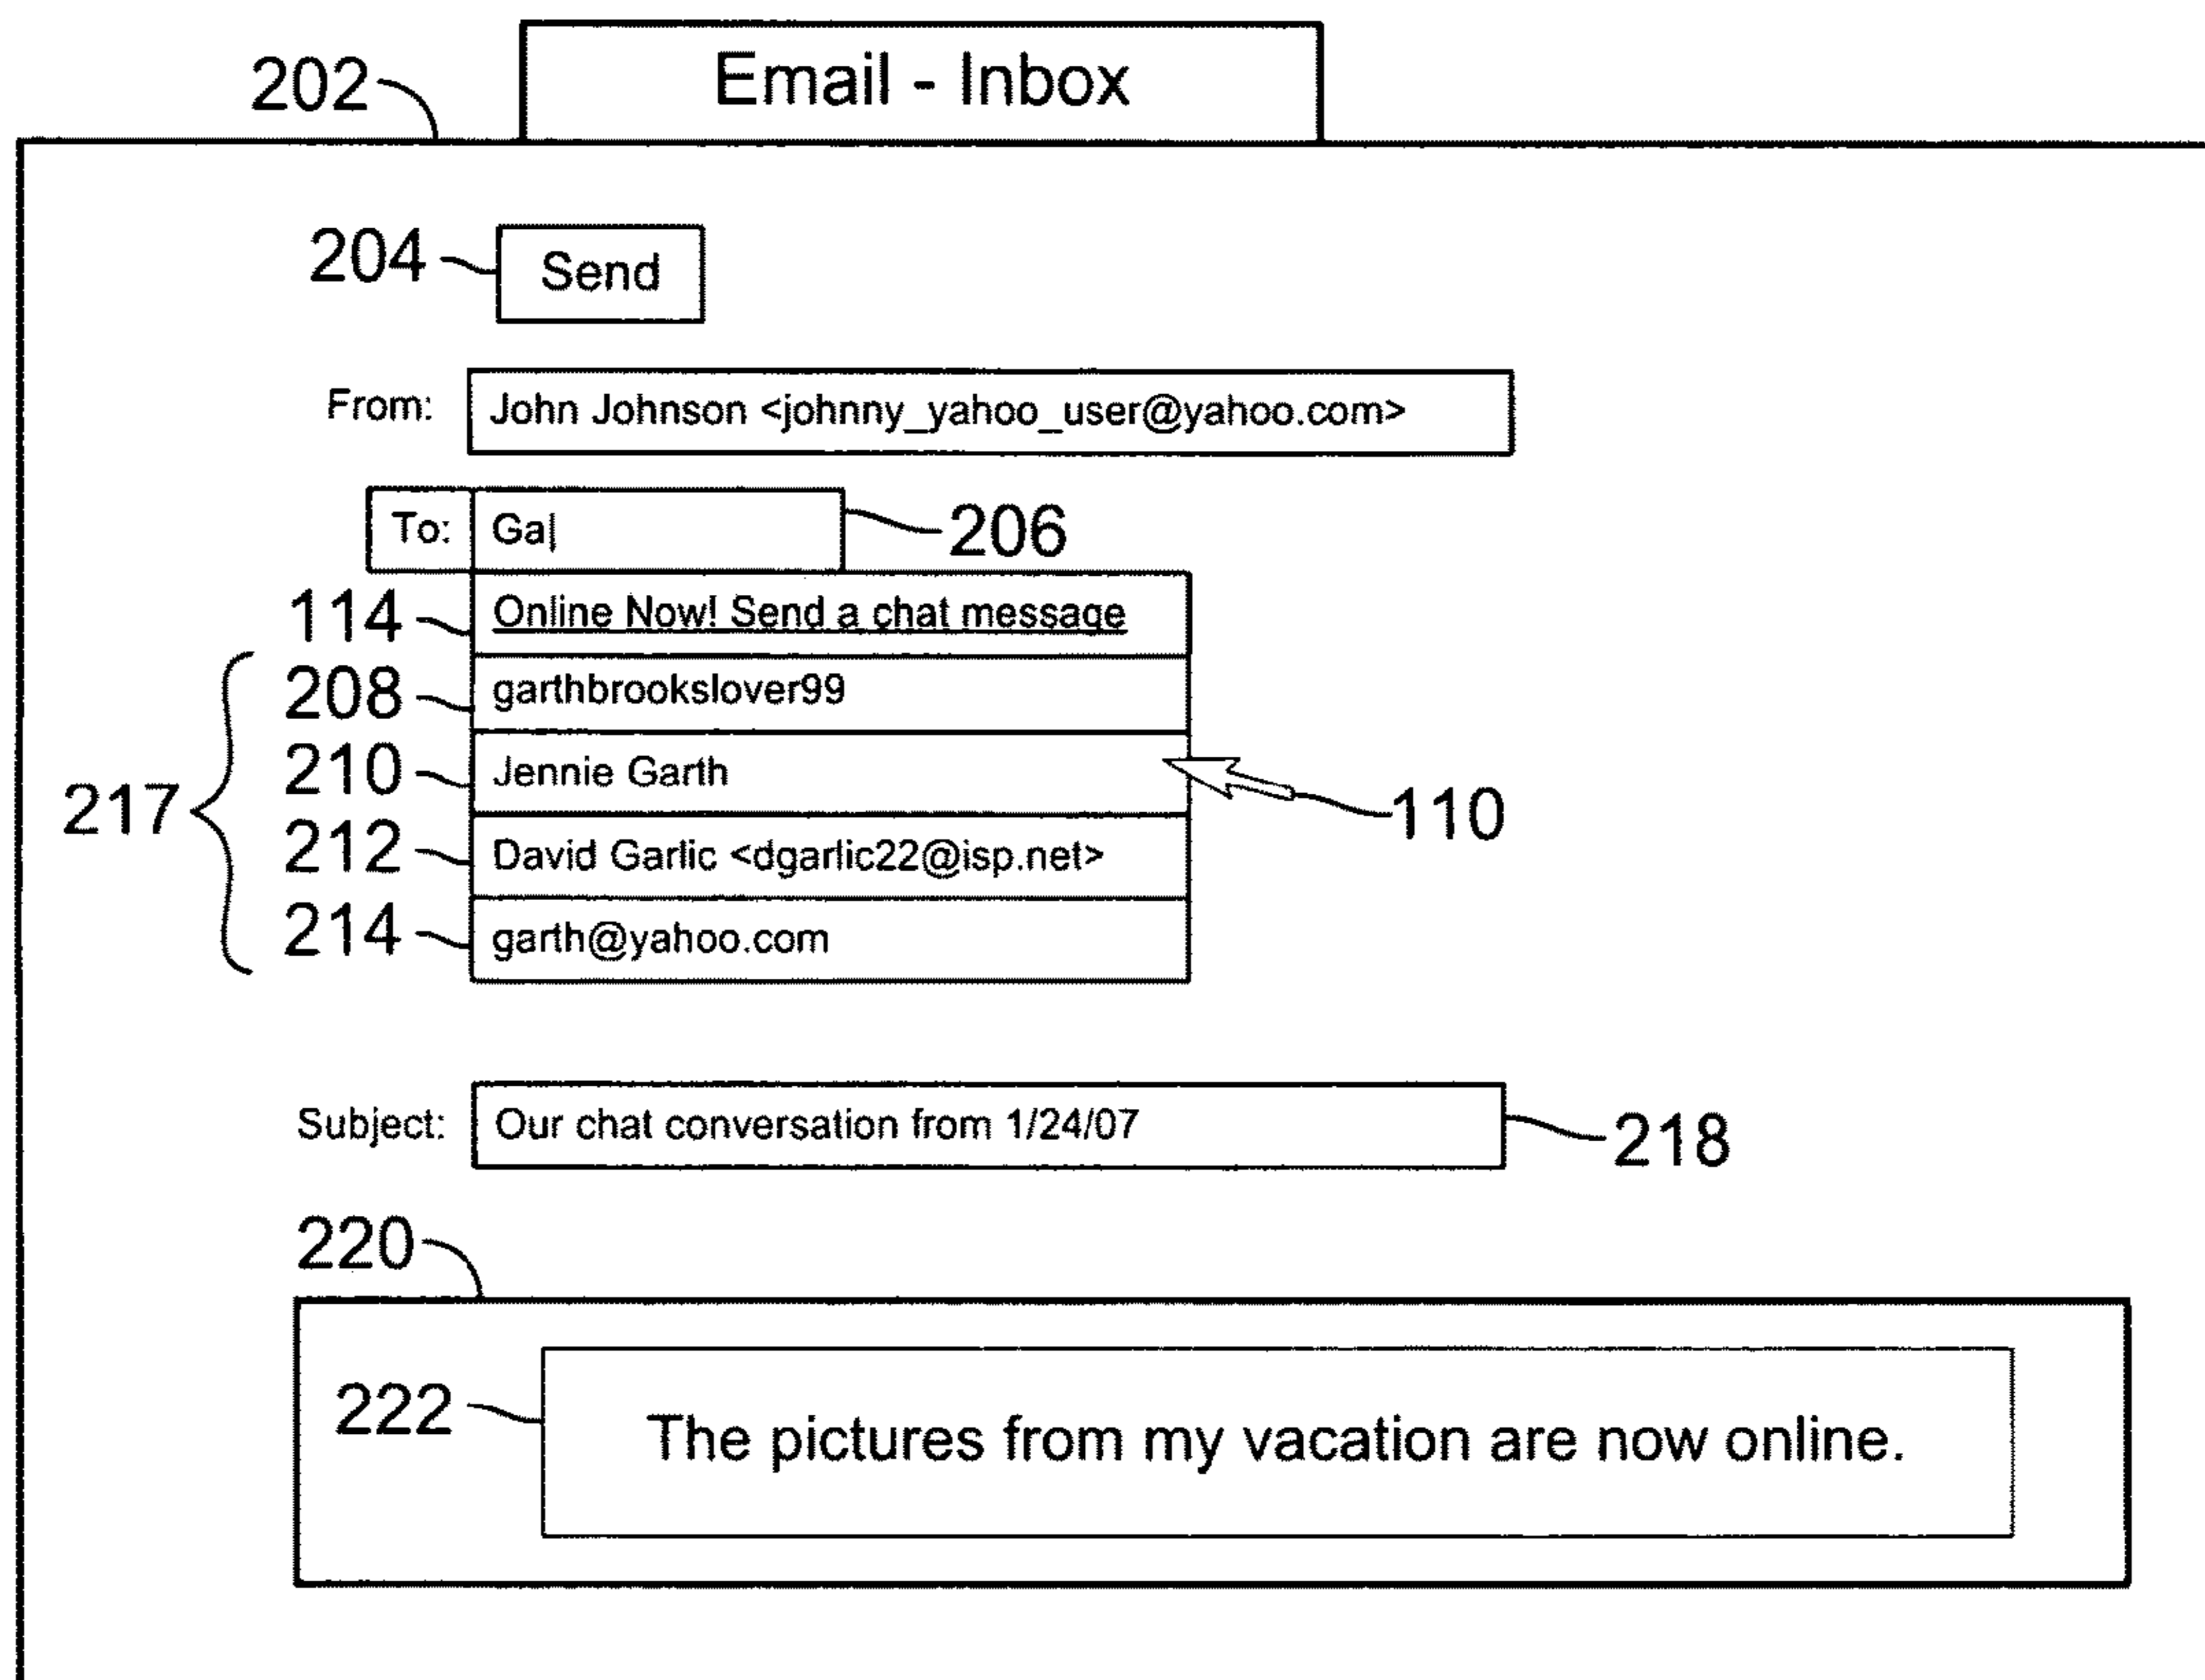 202
Email - Inbox
204
Send
From:
John Johnson <johnny_yahoo_user@yahoo.com>
To:
Ga|
206
114
Online Now! Send a chat message
217
208
garthbrookslover99
210
Jennie Garth
110
212
David Garlic <dgarlic22@isp.net>
214
garth@yahoo.com
Subject:
Our chat conversation from 1/24/07
218
220
222
The pictures from my vacation are now online.